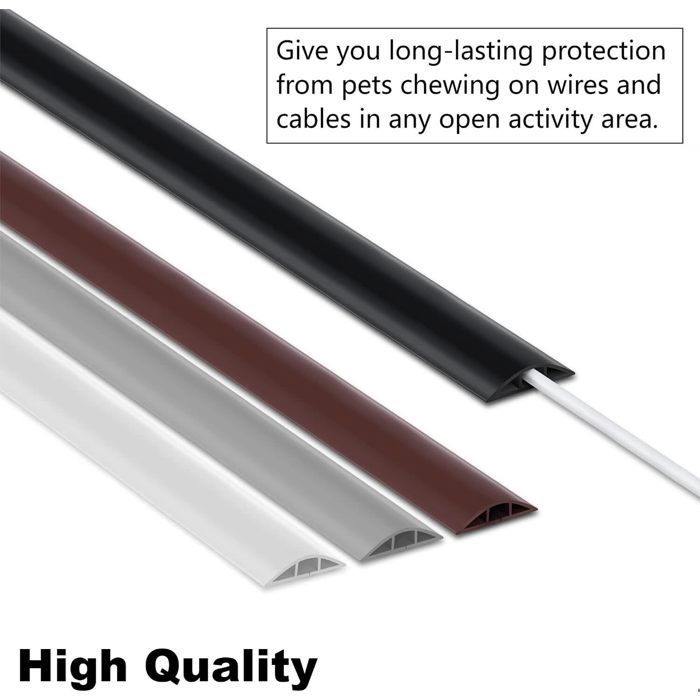 Give you long-lasting protection
from pets chewing on wires and
cables in any open activity area.
High Quality